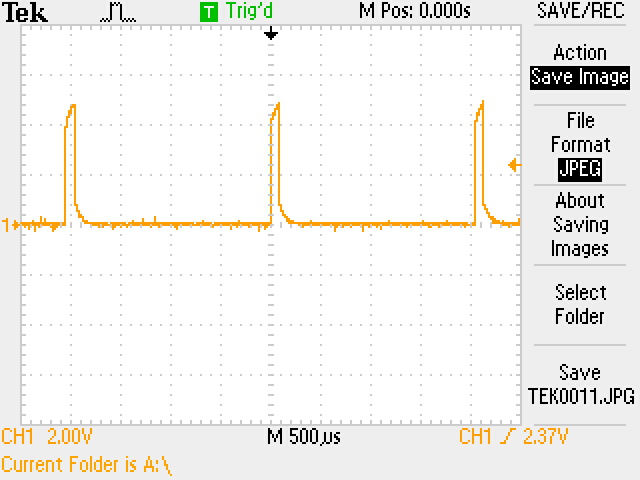 Tek T Trig'd M Pos: 0.000s SAVE/REC
Action
Save Image
File
Format
JPEG
About
Saving
Images
Select
Folder
Save
TEK0011.JPG
1
CH1 2.00V M 500µs CH1 2.37V
Current Folder is A:\